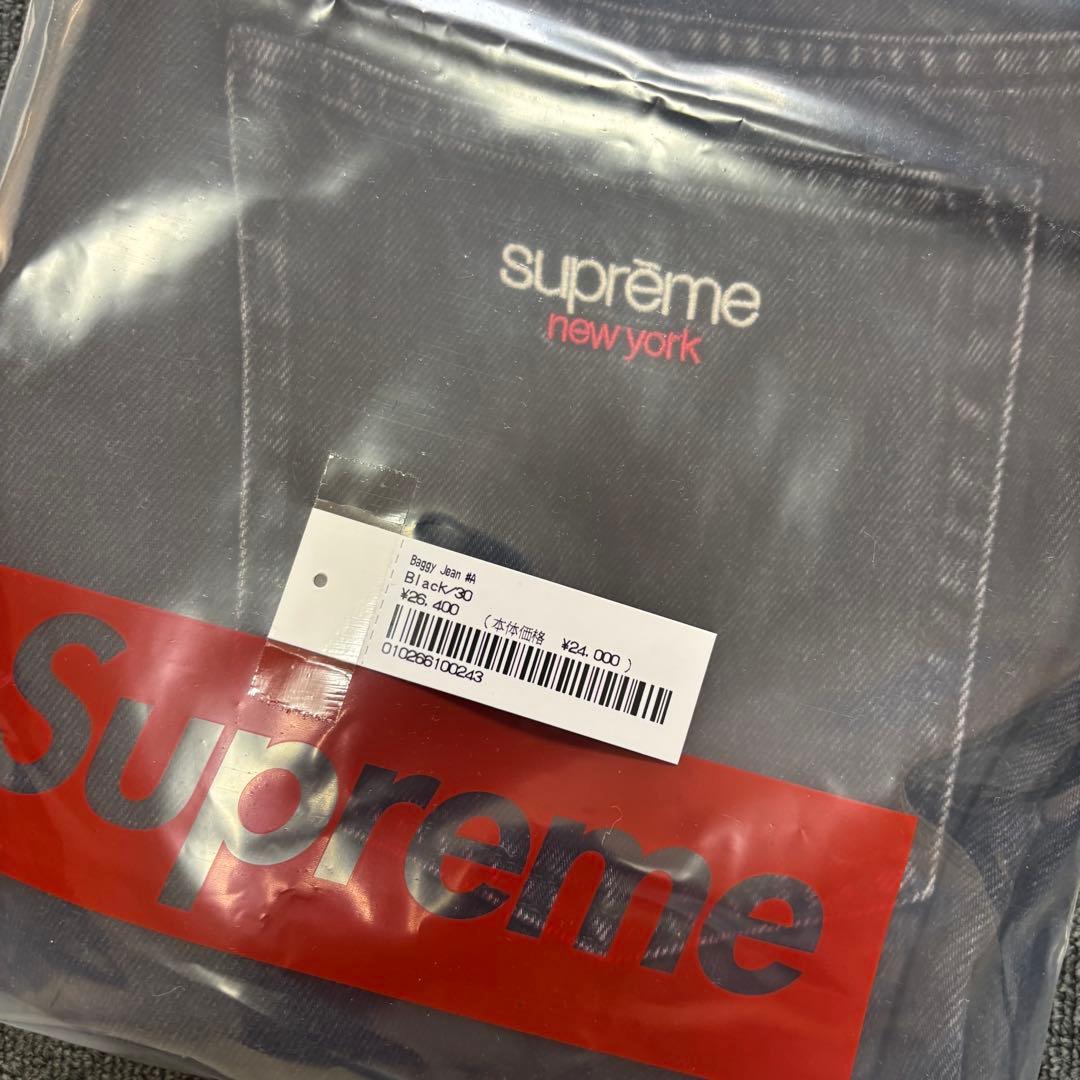 suprēme
new york
Baggy Jean #A
Black/30
¥26,400 (本体価格 ¥24,000)
010266100243
Supreme